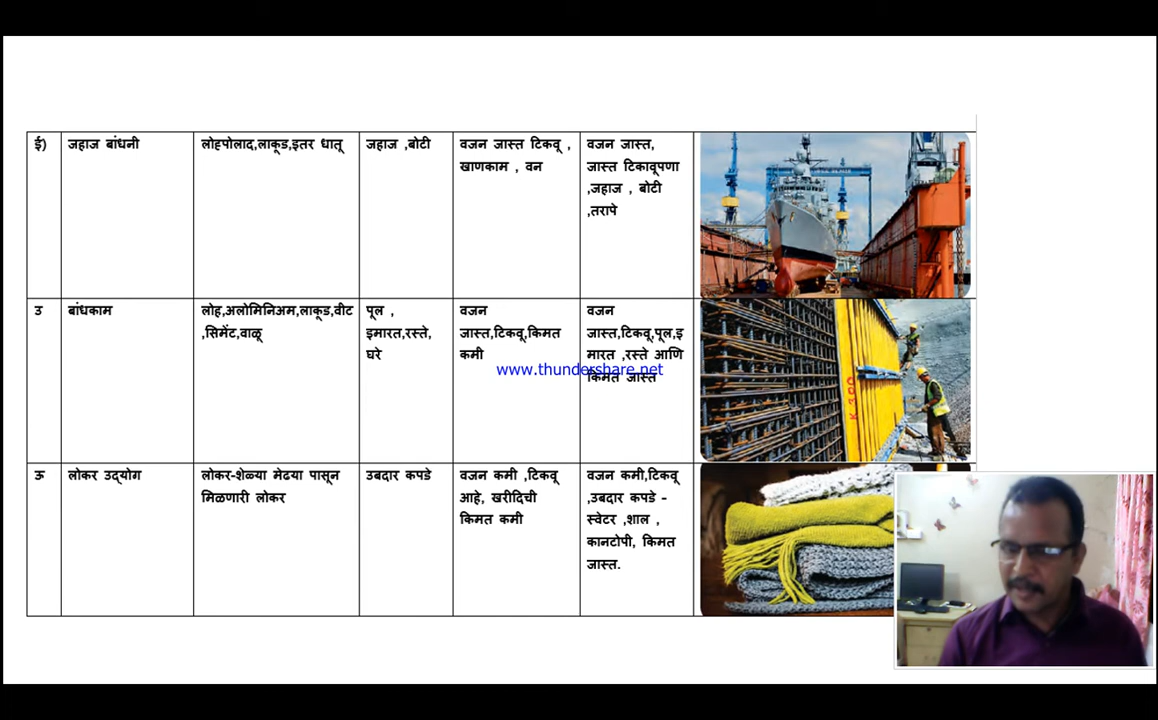 ई) जहाज बांधनी लोहपोलाद,लाकूड,इतर धातू जहाज ,बोटी वजन जास्त टिकवू , वजन जास्त,
खाणकाम , वन जास्त टिकावूपणा
,जहाज , बोटी
,तरापे
उ बांधकाम लोह,अलोमिनिअम,लाकूड,वीट पूल , वजन वजन
,सिमेंट,वाळू इमारत,रस्ते, जास्त,टिकवू,किमत जास्त,टिकवू,पूल,इ
घरे कमी मारत ,रस्ते आणि
www.thundershare.net
किंमत जास्त
K 300
ऊ लोकर उद्योग लोकर-शेळ्या मेढया पासून उबदार कपडे वजन कमी ,टिकवू वजन कमी,टिकवू
मिळणारी लोकर आहे, खरीदिची ,उबदार कपडे –
किमत कमी स्वेटर ,शाल ,
कानटोपी, किमत
जास्त.